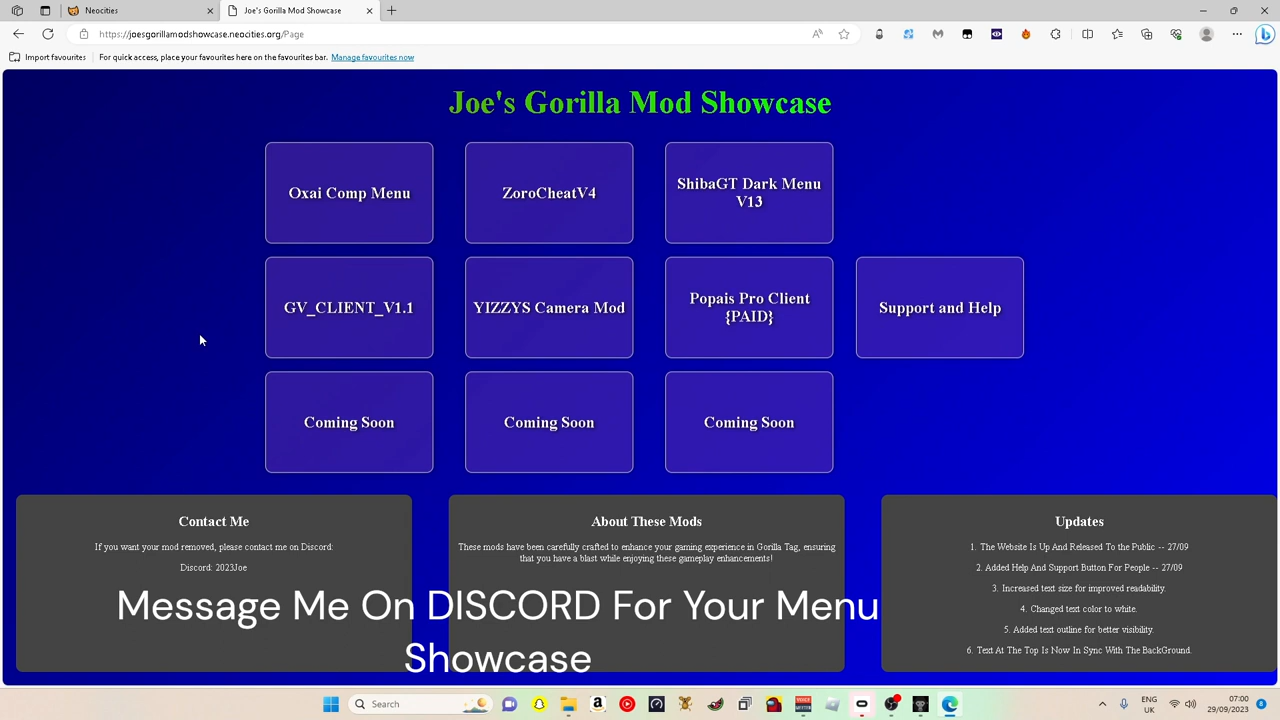 Neocities
Joe's Gorilla Mod Showcase
https://joesgorillamodshowcase.neocities.org/Page
Import favourites
For quick access, place your favourites here on the favourites bar. Manage favourites now
Joe's Gorilla Mod Showcase
Oxai Comp Menu
ZoroCheatV4
ShibaGT Dark Menu
V13
GV_CLIENT_V1.1
YIZZYS Camera Mod
Popais Pro Client
{PAID}
Support and Help
Coming Soon
Coming Soon
Coming Soon
Contact Me
If you want your mod removed, please contact me on Discord:
Discord: 2023Joe
About These Mods
These mods have been carefully crafted to enhance your gaming experience in Gorilla Tag, ensuring
that you have a blast while enjoying these gameplay enhancements!
Updates
1. The Website Is Up And Released To the Public -- 27/09
2. Added Help And Support Button For People -- 27/09
3. Increased text size for improved readability.
4. Changed text color to white.
5. Added text outline for better visibility.
6. Text At The Top Is Now In Sync With The BackGround.
Message Me On DISCORD For Your Menu
Showcase
Search
ENG
UK
07:00
29/09/2023